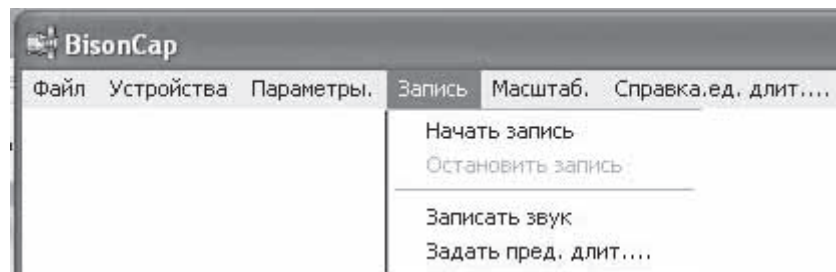 BisonCap
Файл Устройства Параметры. Запись Масштаб. Справка.ед. длит....
Начать запись
Остановить запись
Записать звук
Задать пред. длит....